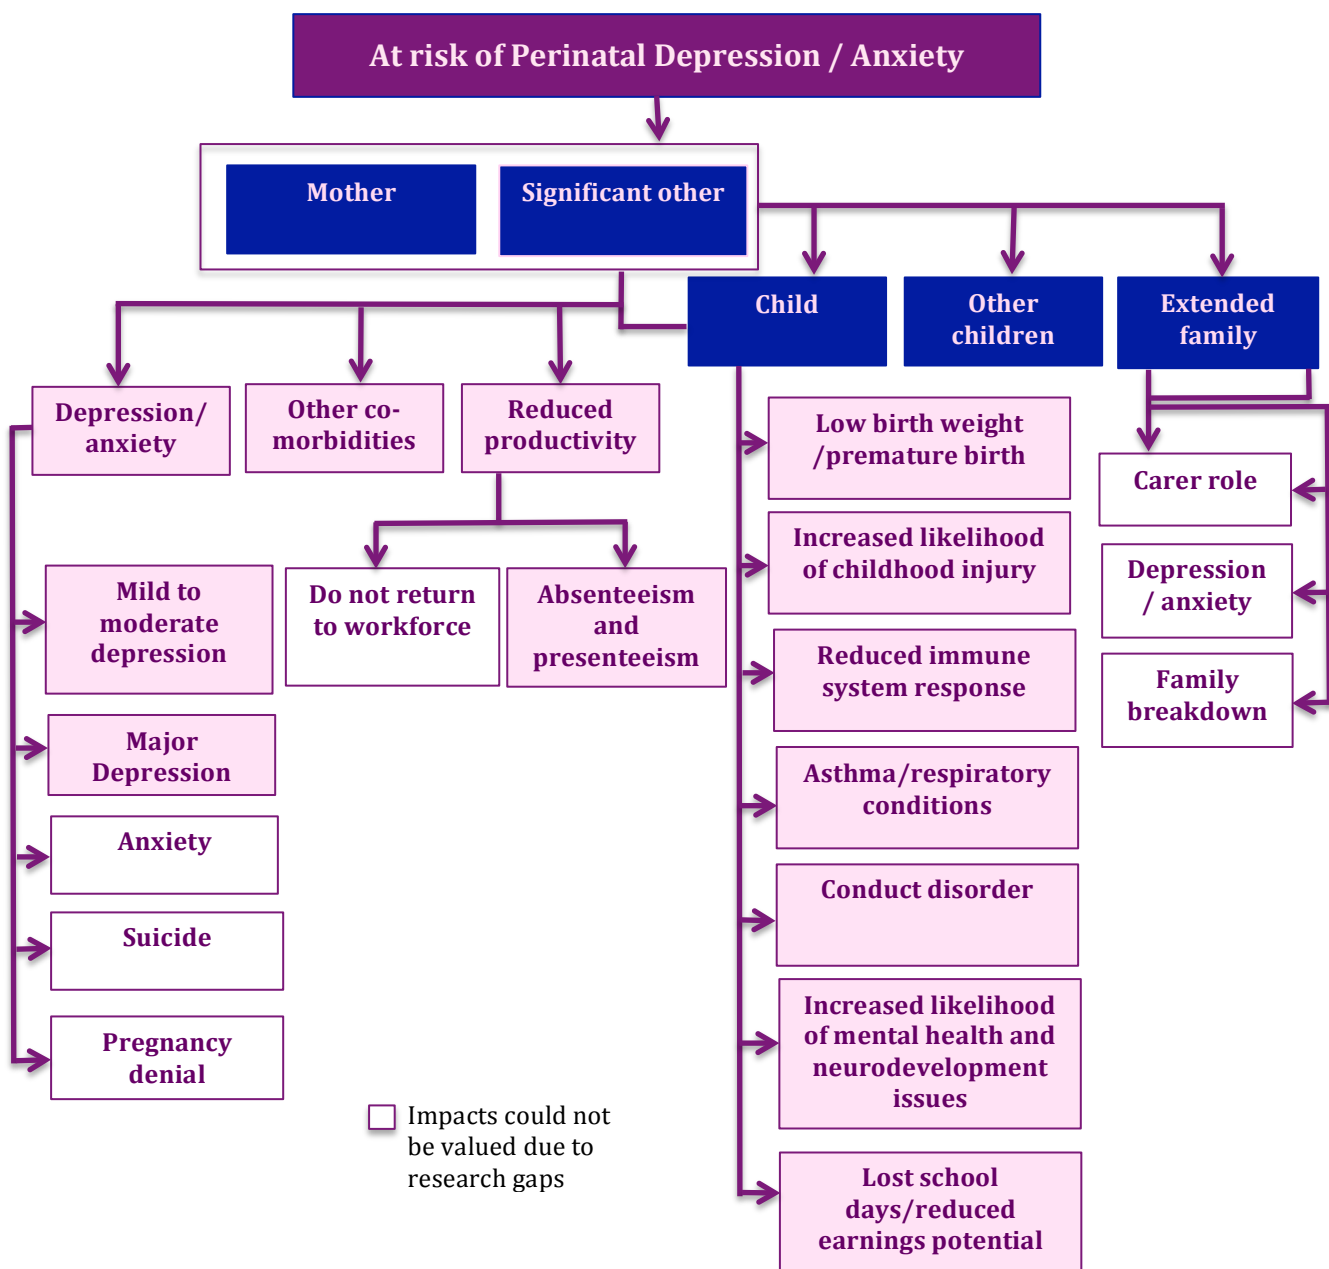 At risk of Perinatal Depression / Anxiety
Mother
Significant other
Child
Other
children
Extended
family
Depression/
anxiety
Other co-
morbidities
Reduced
productivity
Mild to
moderate
depression
Major
Depression
Anxiety
Suicide
Pregnancy
denial
Do not return
to workforce
Absenteeism
and
presenteeism
Low birth weight
/premature birth
Increased likelihood
of childhood injury
Reduced immune
system response
Asthma/respiratory
conditions
Conduct disorder
Increased likelihood
of mental health and
neurodevelopment
issues
Lost school
days/reduced
earnings potential
Carer role
Depression
/ anxiety
Family
breakdown
Impacts could not
be valued due to
research gaps